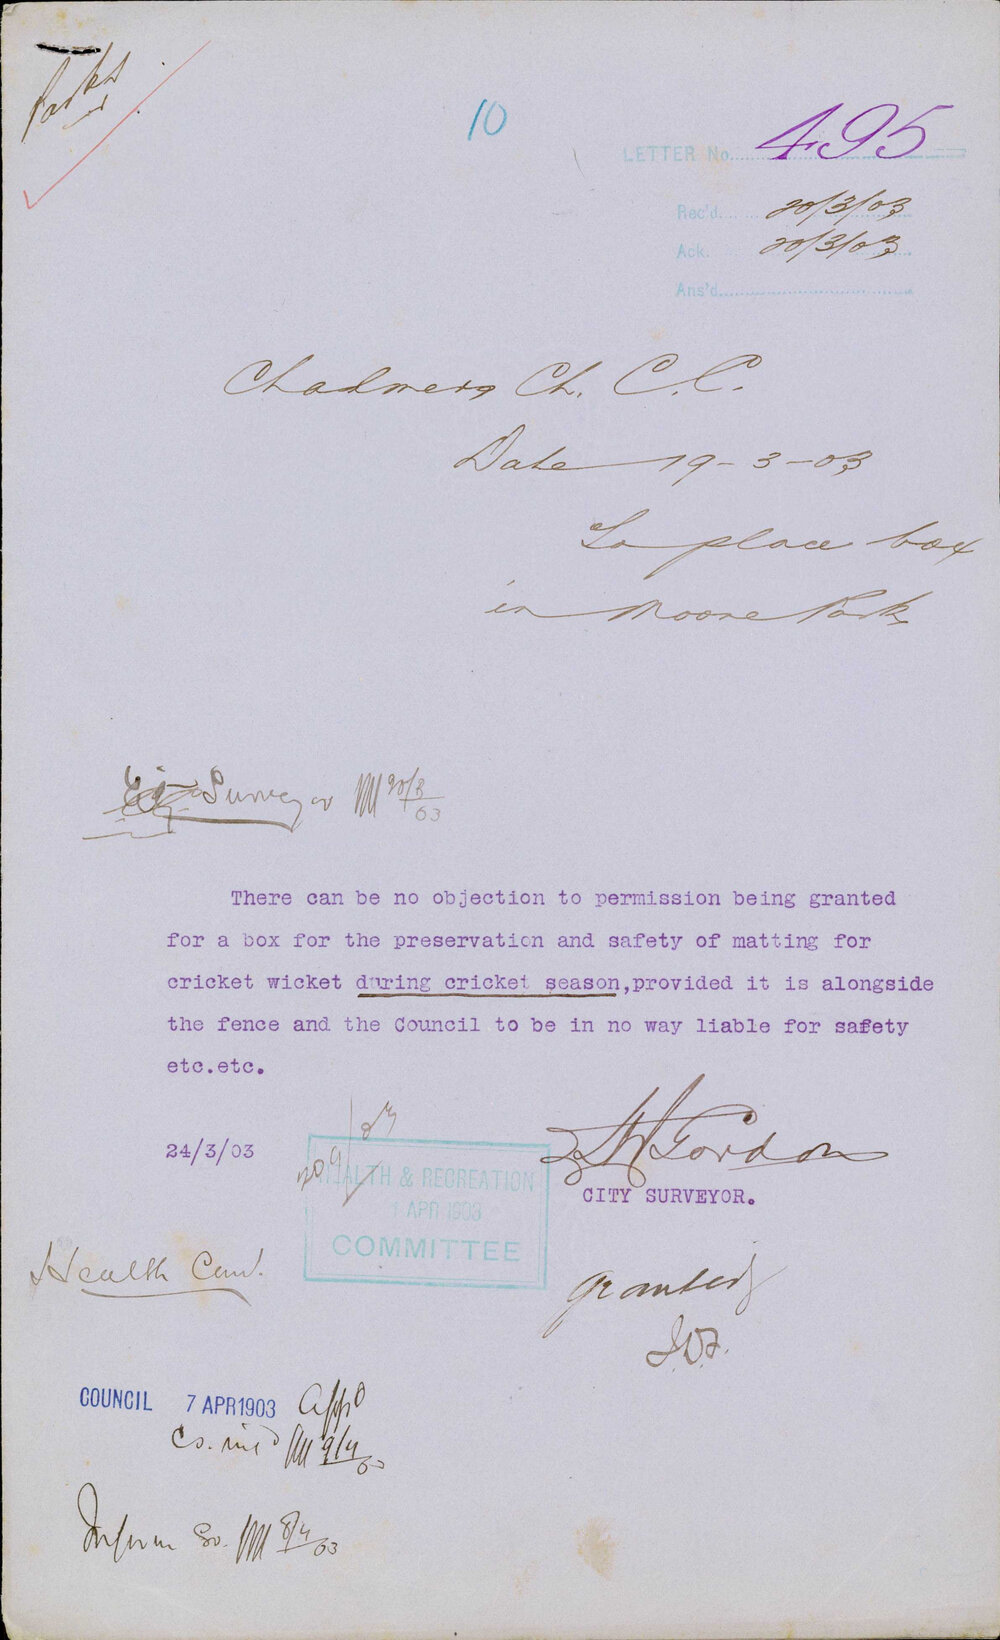 Parks
10
LETTER No. 495
Rec'd. 20/3/03
Ack. 20/3/03
Ans'd
Chalmers Ch. C.C.
Date 19-3-03
To place box
in Moore Park
City Surveyor 20/3/03
There can be no objection to permission being granted
for a box for the preservation and safety of matting for
cricket wicket during cricket season,provided it is alongside
the fence and the Council to be in no way liable for safety
etc.etc.
24/3/03
209/03
HEALTH & RECREATION
1 APR 1903
COMMITTEE
Gordon
CITY SURVEYOR.
Health Com.
Granted
COUNCIL 7 APR 1903 App'd
9/4/03
Inform 8/4/03